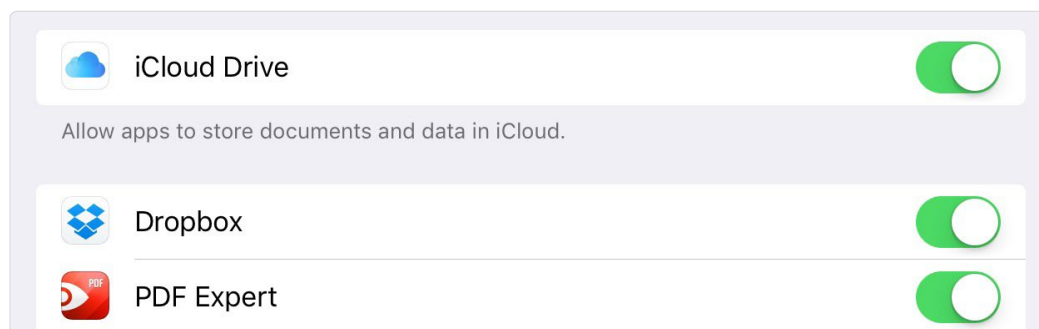 iCloud Drive
Allow apps to store documents and data in iCloud.
Dropbox
PDF
PDF Expert